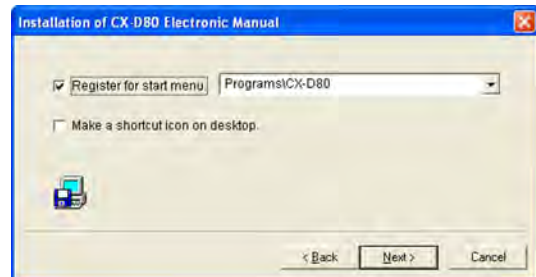 Installation of CX-D80 Electronic Manual
Register for start menu. Programs\CX-D80
Make a shortcut icon on desktop.
< Back Next > Cancel